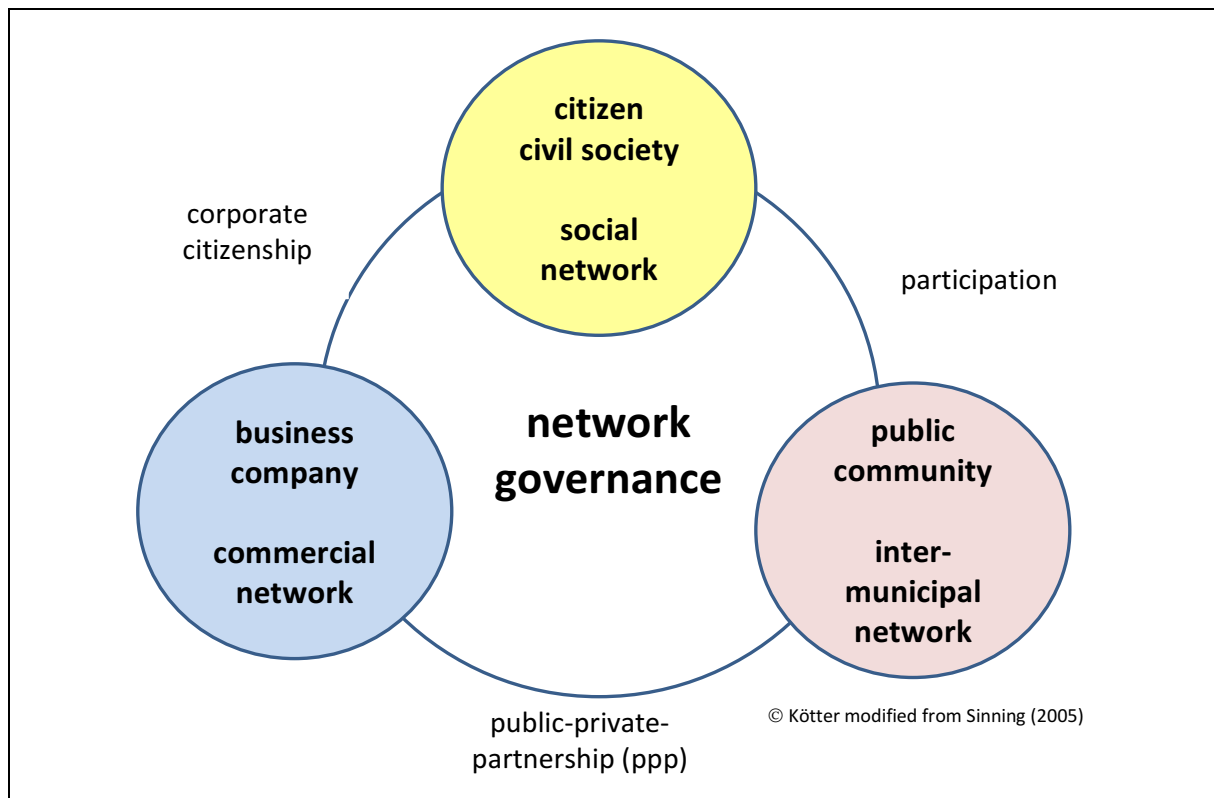 citizen
civil society
social
network
corporate
citizenship
participation
network
governance
business
company
commercial
network
public
community
inter-
municipal
network
public-private-
partnership (ppp)
© Kötter modified from Sinning (2005)